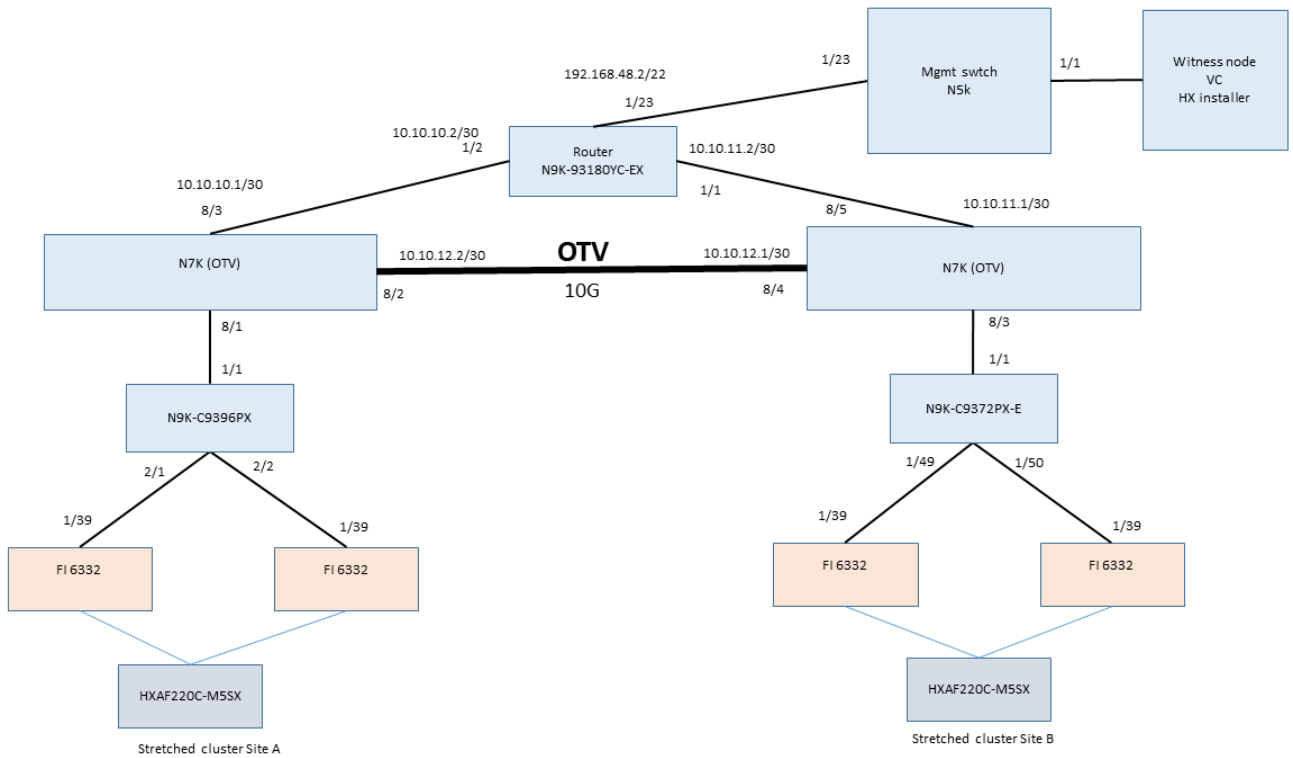 1/23
Mgmt swtch
N5k
1/1
Witness node
VC
HX installer
192.168.48.2/22
1/23
10.10.10.2/30
1/2
Router
N9K-93180YC-EX
10.10.11.2/30
1/1
10.10.10.1/30
8/3
8/5
10.10.11.1/30
N7K (OTV)
10.10.12.2/30
8/2
OTV
10G
10.10.12.1/30
8/4
N7K (OTV)
8/1
1/1
8/3
1/1
N9K-C9396PX
N9K-C9372PX-E
2/1
2/2
1/49
1/50
1/39
1/39
1/39
1/39
FI 6332
FI 6332
FI 6332
FI 6332
HXAF220C-M5SX
HXAF220C-M5SX
Stretched cluster Site A
Stretched cluster Site B